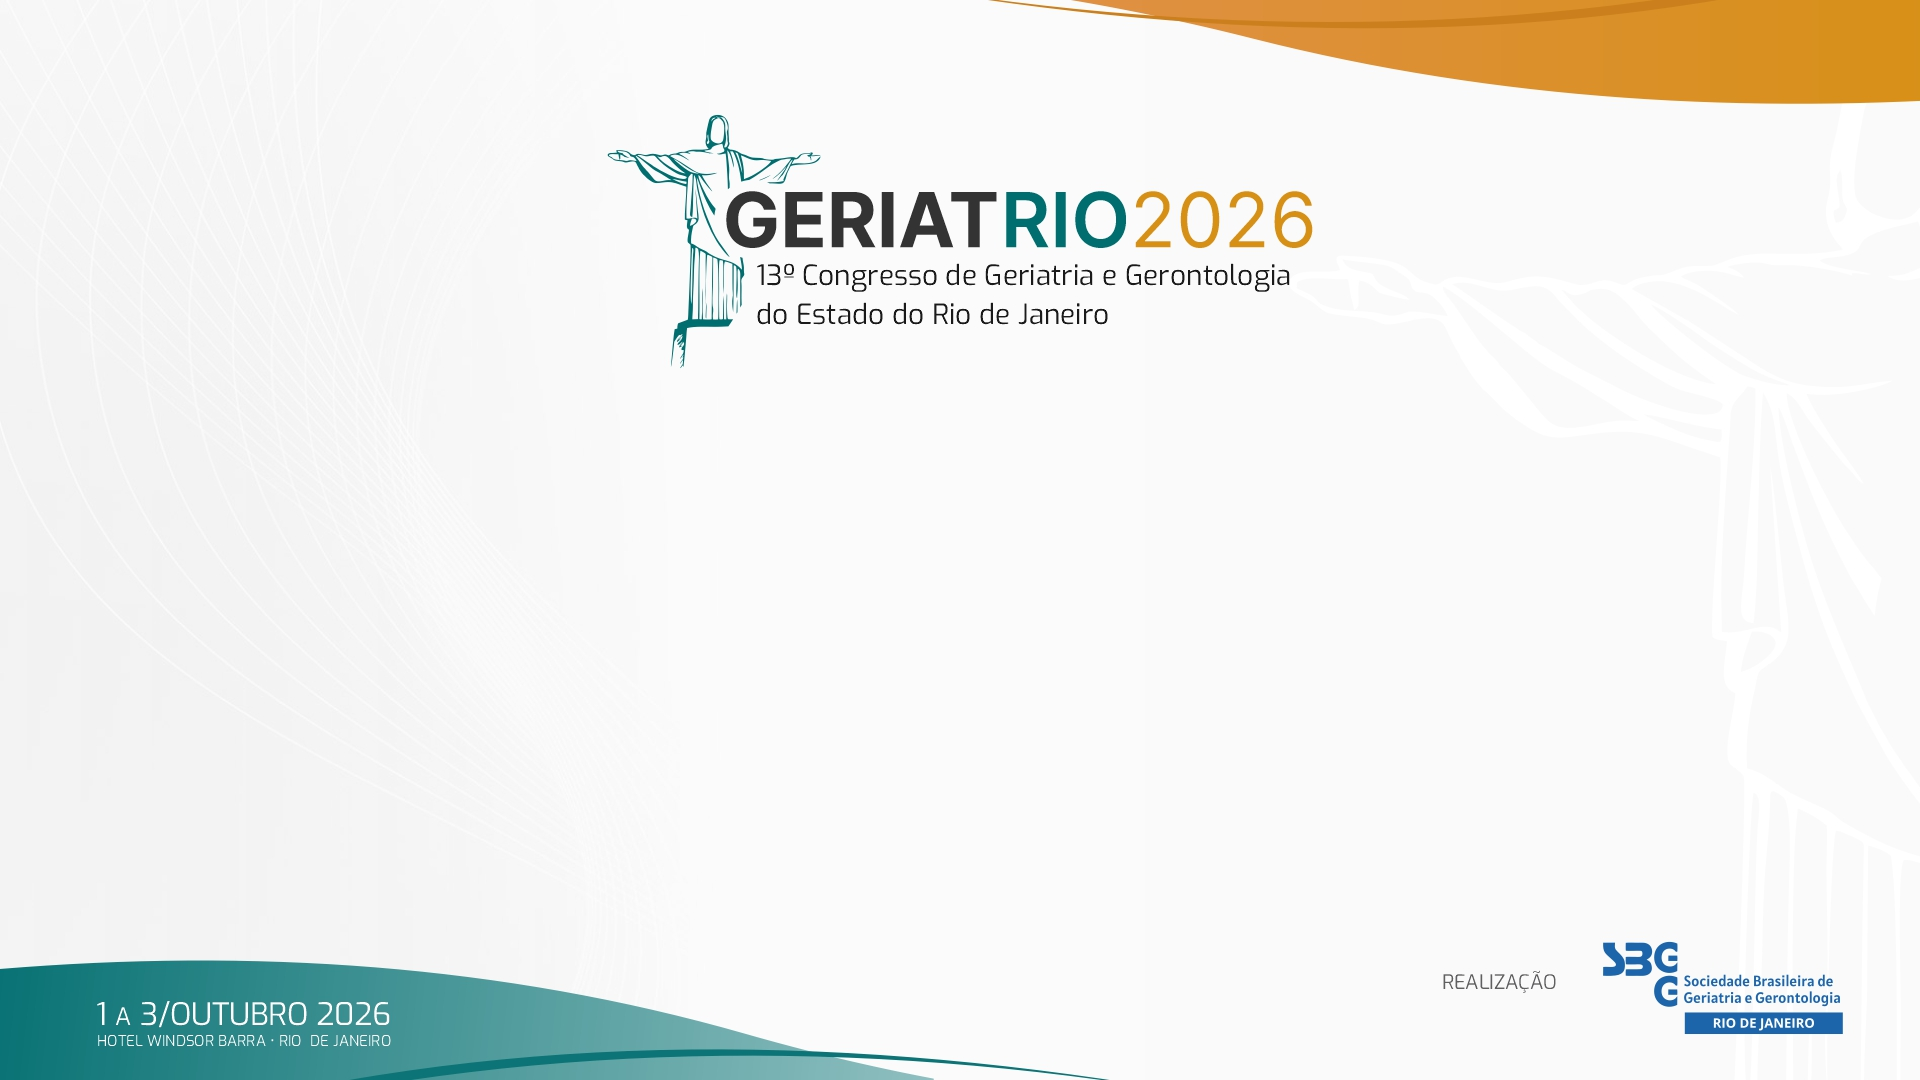 GERIATRIO2026
13º Congresso de Geriatria e Gerontologia
do Estado do Rio de Janeiro
1 A 3/OUTUBRO 2026
HOTEL WINDSOR BARRA • RIO DE JANEIRO
REALIZAÇÃO
SBGG
Sociedade Brasileira de
Geriatria e Gerontologia
RIO DE JANEIRO